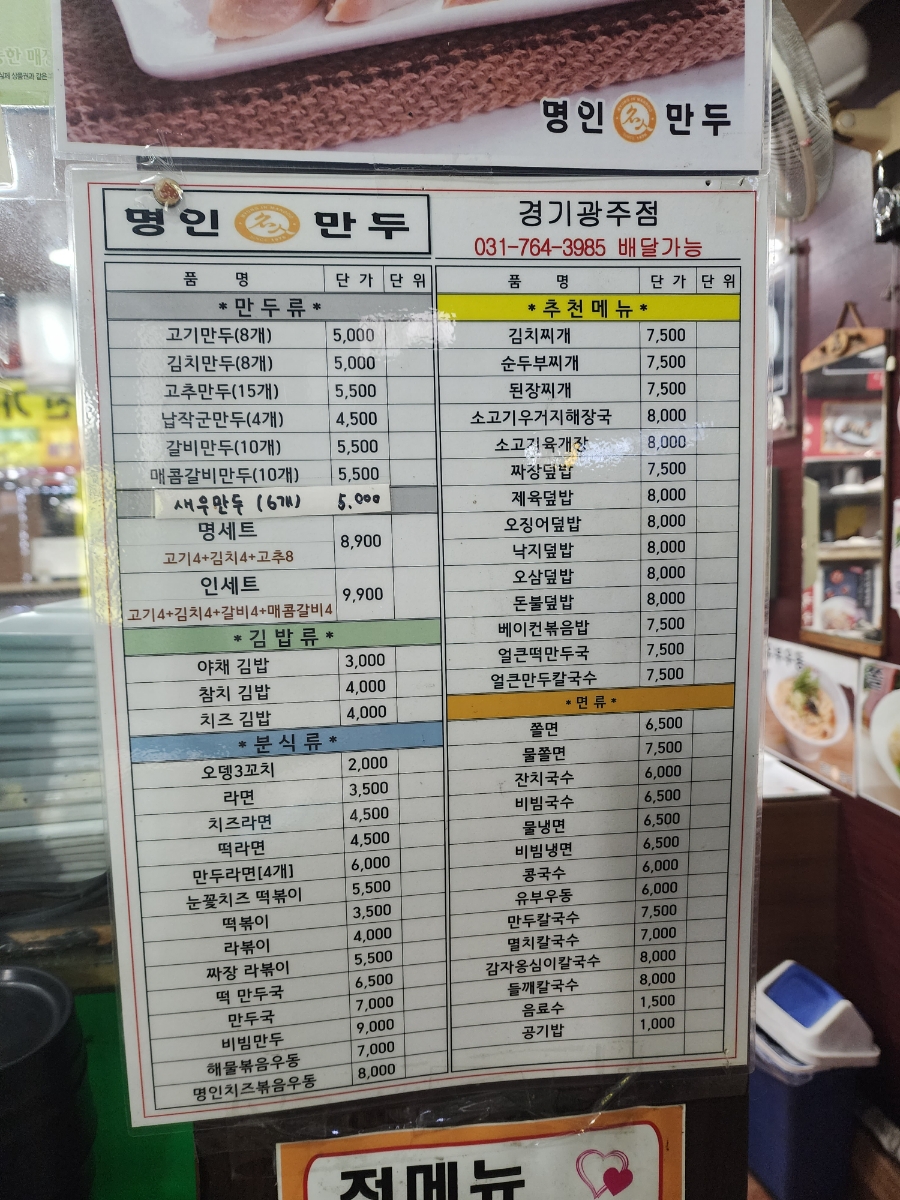 명인 만두
명인 만두
경기광주점
031-764-3985 배달가능
품 명 단 가 단 위
* 만 두 류 *
고기만두(8개) 5,000
김치만두(8개) 5,000
고추만두(15개) 5,500
납작군만두(4개) 4,500
갈비만두(10개) 5,500
매콤갈비만두(10개) 5,500
새우만두 (6개) 5.000
명세트 8,900
고기4+김치4+고추8
인세트 9,900
고기4+김치4+갈비4+매콤갈비4
* 김 밥 류 *
야채 김밥 3,000
참치 김밥 4,000
치즈 김밥 4,000
* 분 식 류 *
오뎅3꼬치 2,000
라면 3,500
치즈라면 4,500
떡라면 4,500
만두라면[4개] 6,000
눈꽃치즈 떡볶이 5,500
떡볶이 3,500
라볶이 4,000
짜장 라볶이 5,500
떡 만두국 6,500
만두국 7,000
비빔만두 9,000
해물볶음우동 7,000
명인치즈볶음우동 8,000
품 명 단 가 단 위
* 추 천 메 뉴 *
김치찌개 7,500
순두부찌개 7,500
된장찌개 7,500
소고기우거지해장국 8,000
소고기육개장 8,000
짜장덮밥 7,500
제육덮밥 8,000
오징어덮밥 8,000
낙지덮밥 8,000
오삼덮밥 8,000
돈불덮밥 8,000
베이컨볶음밥 7,500
얼큰떡만두국 7,500
얼큰만두칼국수 7,500
* 면 류 *
쫄면 6,500
물쫄면 7,500
잔치국수 6,000
비빔국수 6,500
물냉면 6,500
비빔냉면 6,500
콩국수 6,000
유부우동 6,000
만두칼국수 7,500
멸치칼국수 7,000
감자옹심이칼국수 8,000
들깨칼국수 8,000
음료수 1,500
공기밥 1,000